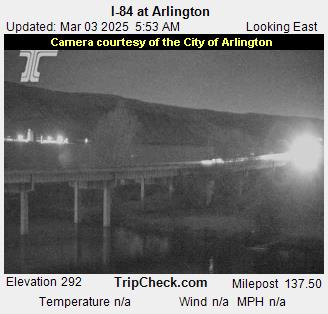 I-84 at Arlington
Updated: Mar 03 2025 5:53 AM Looking East
Camera courtesy of the City of Arlington
Elevation 292 TripCheck.com Milepost 137.50
Temperature n/a Wind n/a MPH n/a